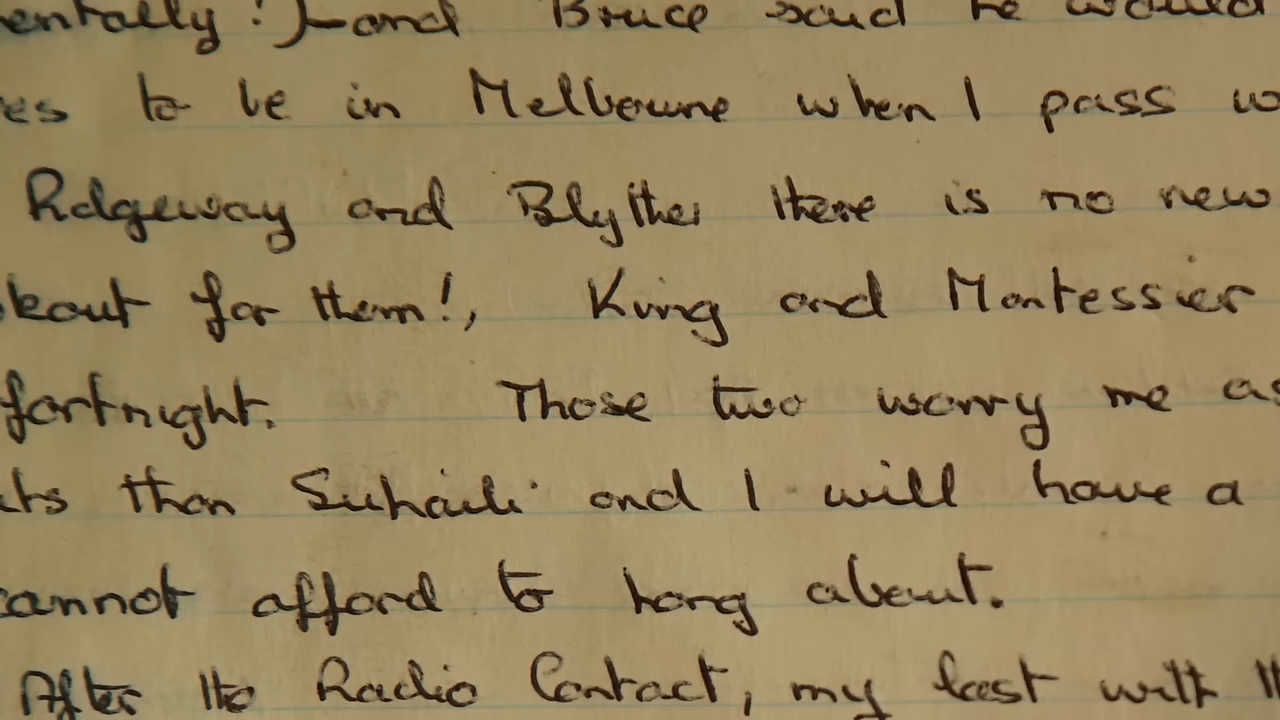 entally!) - and Bruce said he would
es to be in Melbourne when I pass
Ridgeway and Blythe there is no new
kout for them!, King and Montessier
fortnight.   Those two worry me as
ts than Suhaili and I will have a
cannot afford to hang about.
After the Radio Contact, my last with